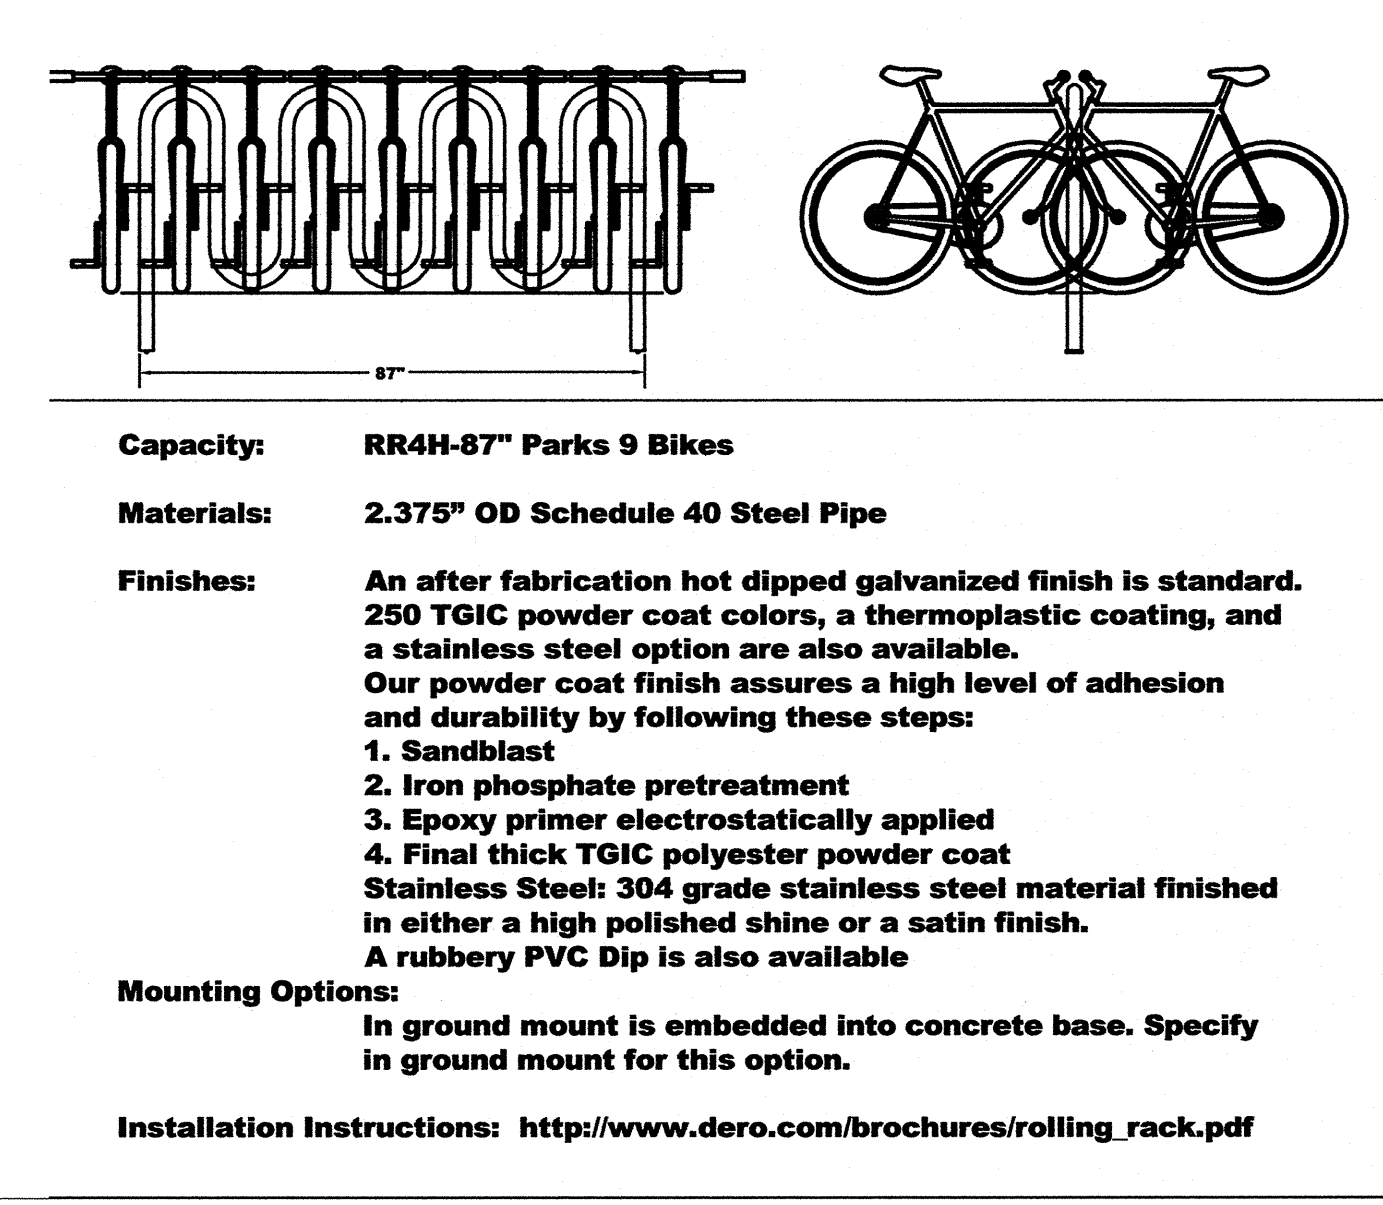 87"
Capacity: RR4H-87" Parks 9 Bikes
Materials: 2.375” OD Schedule 40 Steel Pipe
Finishes: An after fabrication hot dipped galvanized finish is standard.
250 TGIC powder coat colors, a thermoplastic coating, and
a stainless steel option are also available.
Our powder coat finish assures a high level of adhesion
and durability by following these steps:
1. Sandblast
2. Iron phosphate pretreatment
3. Epoxy primer electrostatically applied
4. Final thick TGIC polyester powder coat
Stainless Steel: 304 grade stainless steel material finished
in either a high polished shine or a satin finish.
A rubbery PVC Dip is also available
Mounting Options:
In ground mount is embedded into concrete base. Specify
in ground mount for this option.
Installation Instructions: http://www.dero.com/brochures/rolling_rack.pdf